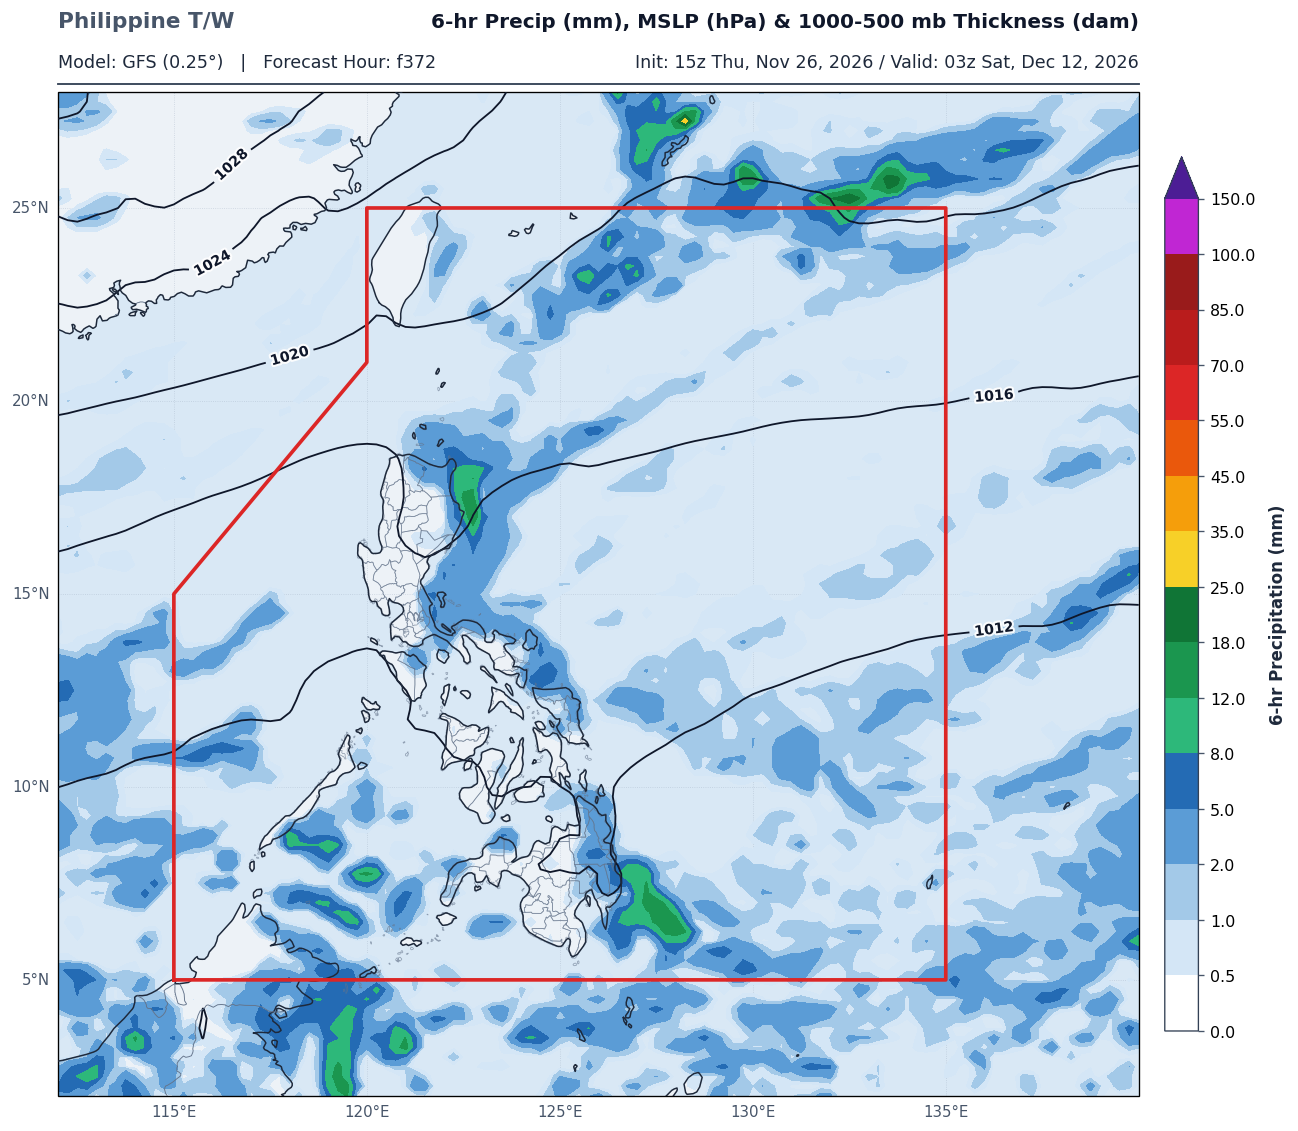 Philippine T/W
6-hr Precip (mm), MSLP (hPa) & 1000-500 mb Thickness (dam)
Model: GFS (0.25°) | Forecast Hour: f372
Init: 15z Thu, Nov 26, 2026 / Valid: 03z Sat, Dec 12, 2026
1028
1024
1020
1016
1012
25°N
20°N
15°N
10°N
5°N
115°E
120°E
125°E
130°E
135°E
150.0
100.0
85.0
70.0
55.0
45.0
35.0
25.0
18.0
12.0
8.0
5.0
2.0
1.0
0.5
0.0
6-hr Precipitation (mm)